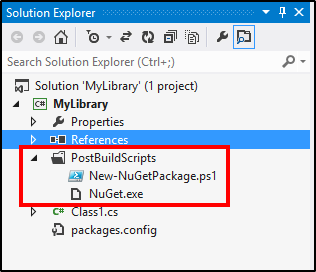 Solution Explorer
Search Solution Explorer (Ctrl+;)
Solution 'MyLibrary' (1 project)
C# MyLibrary
Properties
References
PostBuildScripts
New-NuGetPackage.ps1
NuGet.exe
C# Class1.cs
packages.config